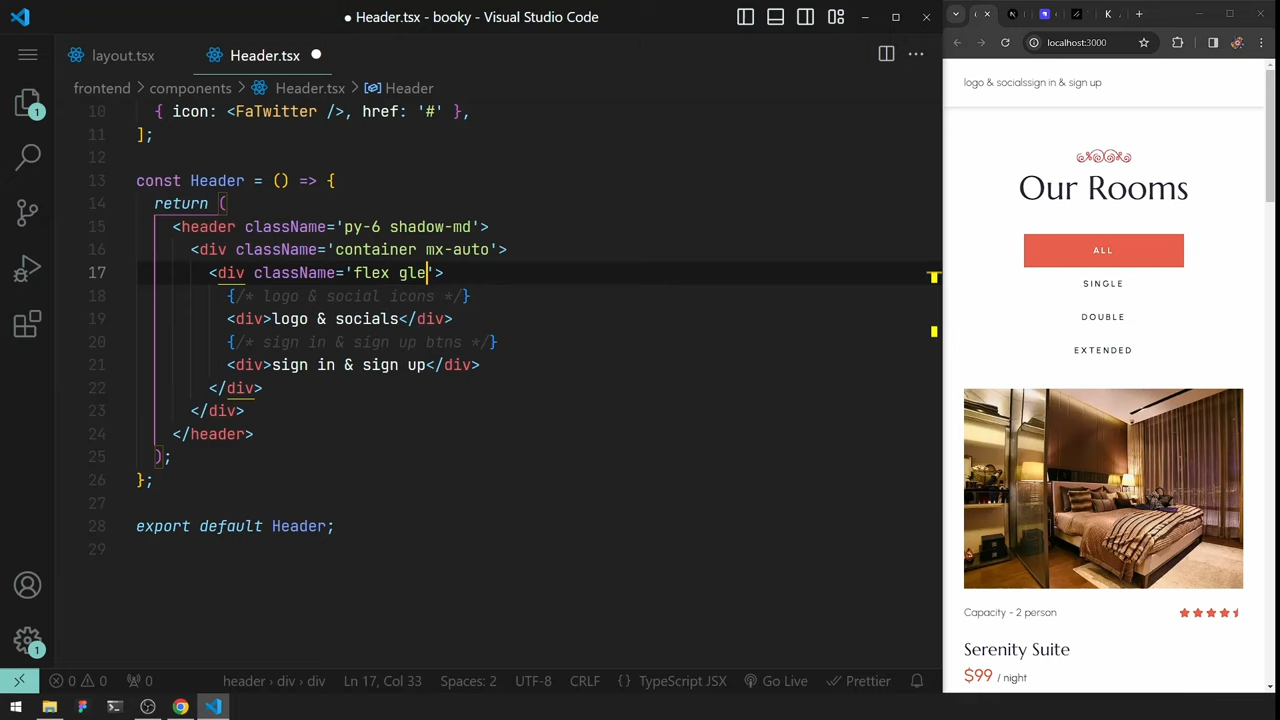 Header.tsx - booky - Visual Studio Code
layout.tsx
Header.tsx
frontend > components > Header.tsx > Header
10 { icon: <FaTwitter />, href: '#' },
11 ];
12
13 const Header = () => {
14 return (
15 <header className='py-6 shadow-md'>
16 <div className='container mx-auto'>
17 <div className='flex gle'>
18 {/* logo & social icons */}
19 <div>logo & socials</div>
20 {/* sign in & sign up btns */}
21 <div>sign in & sign up</div>
22 </div>
23 </div>
24 </header>
25 );
26 };
27
28 export default Header;
29
1
1
0 0 0 header › div › div Ln 17, Col 33 Spaces: 2 UTF-8 CRLF {} TypeScript JSX Go Live Prettier
localhost:3000
logo & socialssign in & sign up
Our Rooms
ALL
SINGLE
DOUBLE
EXTENDED
Capacity - 2 person
Serenity Suite
$99 / night